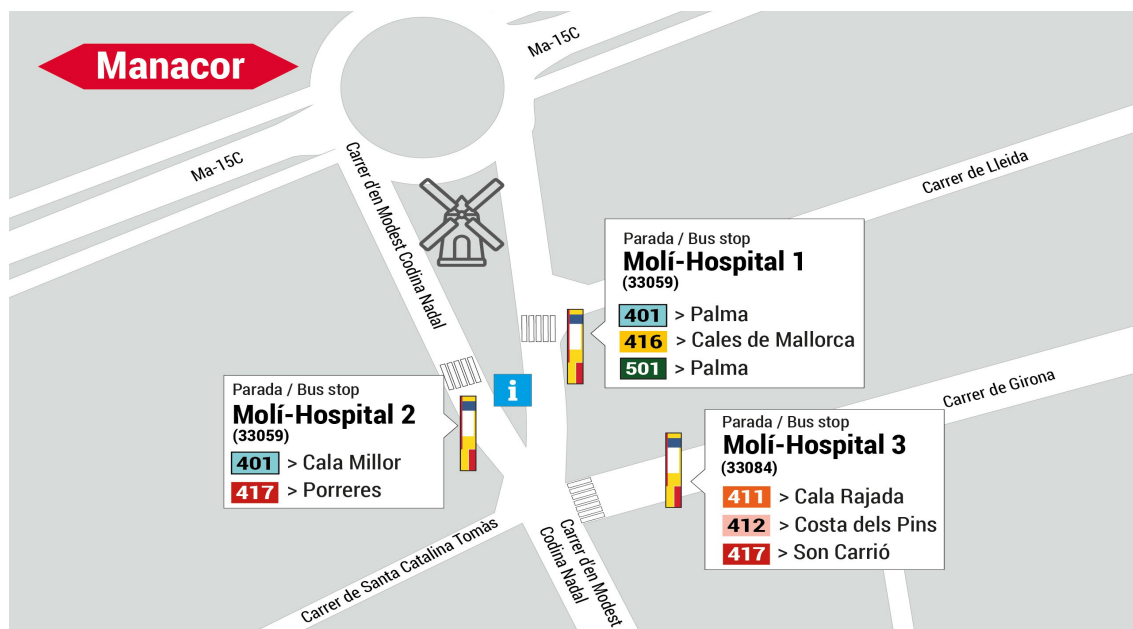 Manacor
Ma-15C
Ma-15C
Carrer d'en Modest Codina Nadal
Carrer de Lleida
Parada / Bus stop
Molí-Hospital 1
(33059)
401 > Palma
416 > Cales de Mallorca
501 > Palma
i
Parada / Bus stop
Molí-Hospital 2
(33059)
401 > Cala Millor
417 > Porreres
Carrer de Girona
Parada / Bus stop
Molí-Hospital 3
(33084)
411 > Cala Rajada
412 > Costa dels Pins
417 > Son Carrió
Carrer de Santa Catalina Tomàs
Carrer d'en Modest
Codina Nadal